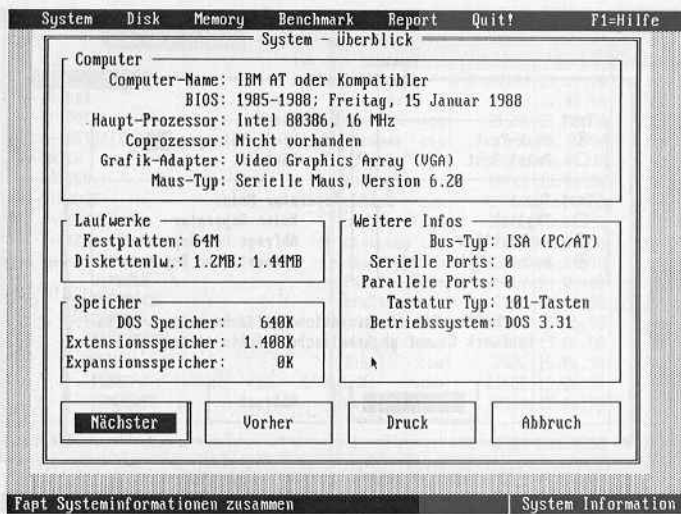 System Disk Memory Benchmark Report Quit! F1=Hilfe
System - Überblick
Computer
Computer-Name: IBM AT oder Kompatibler
BIOS: 1985-1988; Freitag, 15 Januar 1988
Haupt-Prozessor: Intel 80386, 16 MHz
Coprozessor: Nicht vorhanden
Grafik-Adapter: Video Graphics Array (VGA)
Maus-Typ: Serielle Maus, Version 6.20
Laufwerke
Festplatten: 64M
Diskettenlw.: 1.2MB; 1.44MB
Speicher
DOS Speicher: 640K
Extensionsspeicher: 1.408K
Expansionsspeicher: 0K
Weitere Infos
Bus-Typ: ISA (PC/AT)
Serielle Ports: 0
Parallele Ports: 0
Tastatur Typ: 101-Tasten
Betriebssystem: DOS 3.31
Nächster Vorher Druck Abbruch
Fapt Systeminformationen zusammen System Information